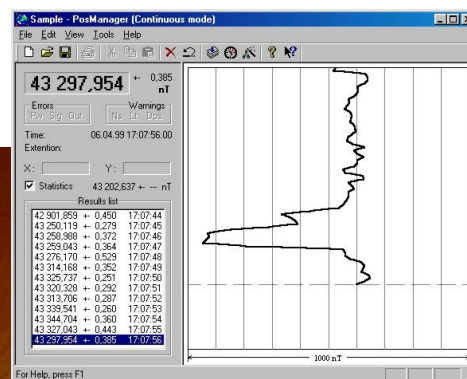 Sample - PosManager (Continuous mode)
File Edit View Tools Help
43 297,954 +- 0,385 nT
Errors
Warnings
Pw Sig Out
Ns Lt Dps
Time: 06.04.99 17:07:56.00
Extention:
X: Y:
Statistics 43 202,637 +- --- nT
Results list
42 901,859 +- 0,450 17:07:44
43 250,119 +- 0,279 17:07:45
43 258,988 +- 0,372 17:07:46
43 259,043 +- 0,364 17:07:47
43 276,170 +- 0,529 17:07:48
43 314,168 +- 0,352 17:07:49
43 325,737 +- 0,251 17:07:50
43 320,328 +- 0,292 17:07:51
43 313,706 +- 0,287 17:07:52
43 339,541 +- 0,260 17:07:53
43 344,704 +- 0,360 17:07:54
43 327,043 +- 0,443 17:07:55
43 297,954 +- 0,385 17:07:56
1000 nT
For Help, press F1